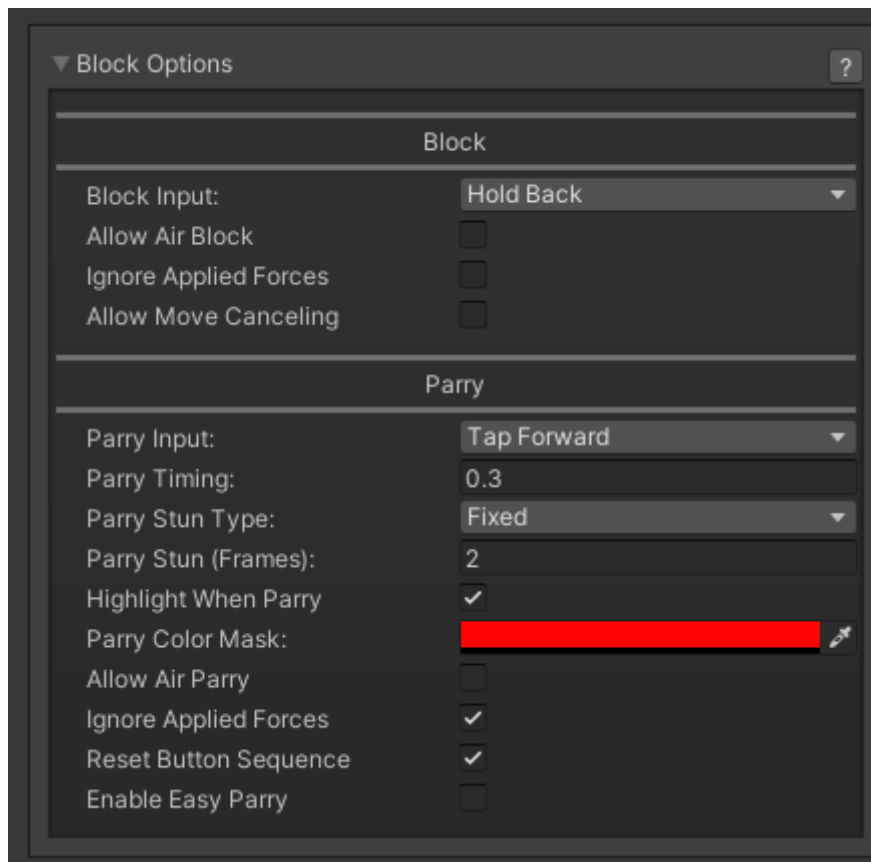 Block Options
?
Block
Block Input: Hold Back
Allow Air Block
Ignore Applied Forces
Allow Move Canceling
Parry
Parry Input: Tap Forward
Parry Timing: 0.3
Parry Stun Type: Fixed
Parry Stun (Frames): 2
Highlight When Parry
Parry Color Mask:
Allow Air Parry
Ignore Applied Forces
Reset Button Sequence
Enable Easy Parry